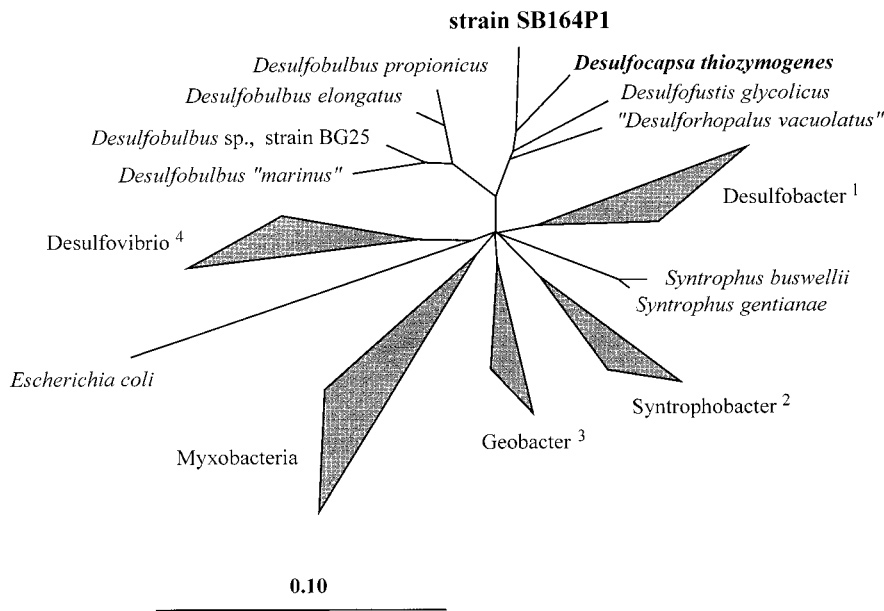 strain SB164P1
Desulfobulbus propionicus
Desulfocapsa thiozymogenes
Desulfobulbus elongatus
Desulfofustis glycolicus
Desulfobulbus sp., strain BG25
"Desulforhopalus vacuolatus"
Desulfobulbus "marinus"
Desulfobacter 1
Desulfovibrio 4
Syntrophus buswellii
Syntrophus gentianae
Escherichia coli
Syntrophobacter 2
Geobacter 3
Myxobacteria
0.10